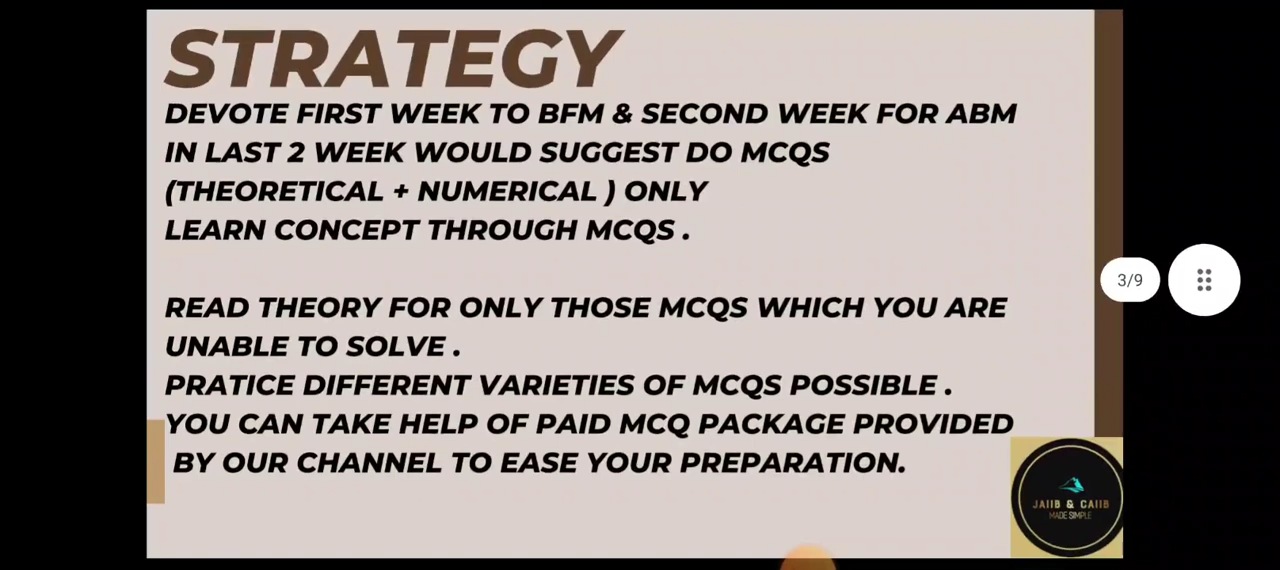 STRATEGY
DEVOTE FIRST WEEK TO BFM & SECOND WEEK FOR ABM
IN LAST 2 WEEK WOULD SUGGEST DO MCQS
(THEORETICAL + NUMERICAL ) ONLY
LEARN CONCEPT THROUGH MCQS .
READ THEORY FOR ONLY THOSE MCQS WHICH YOU ARE
UNABLE TO SOLVE .
PRATICE DIFFERENT VARIETIES OF MCQS POSSIBLE .
YOU CAN TAKE HELP OF PAID MCQ PACKAGE PROVIDED
BY OUR CHANNEL TO EASE YOUR PREPARATION.
3/9
JAIIB & CAIIB
MADE SIMPLE